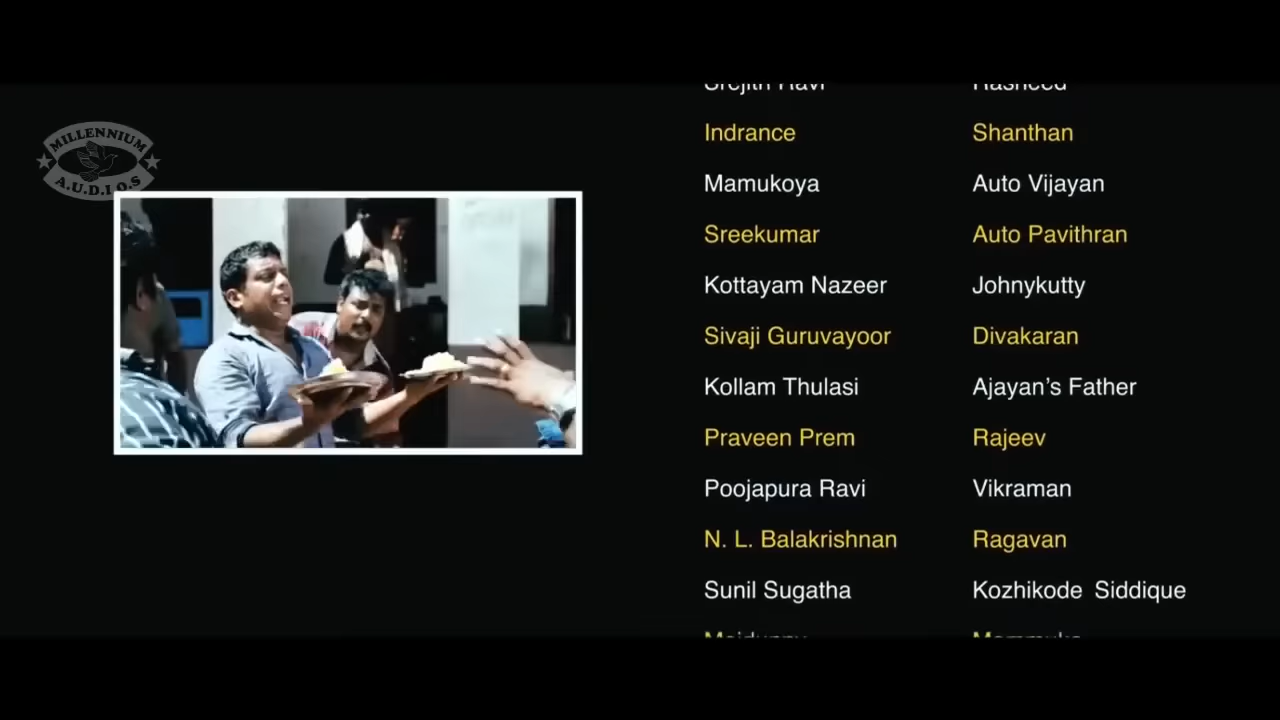 MILLENNIUM
A.U.D.I.O.S
Indrance Shanthan
Mamukoya Auto Vijayan
Sreekumar Auto Pavithran
Kottayam Nazeer Johnykutty
Sivaji Guruvayoor Divakaran
Kollam Thulasi Ajayan’s Father
Praveen Prem Rajeev
Poojapura Ravi Vikraman
N. L. Balakrishnan Ragavan
Sunil Sugatha Kozhikode Siddique